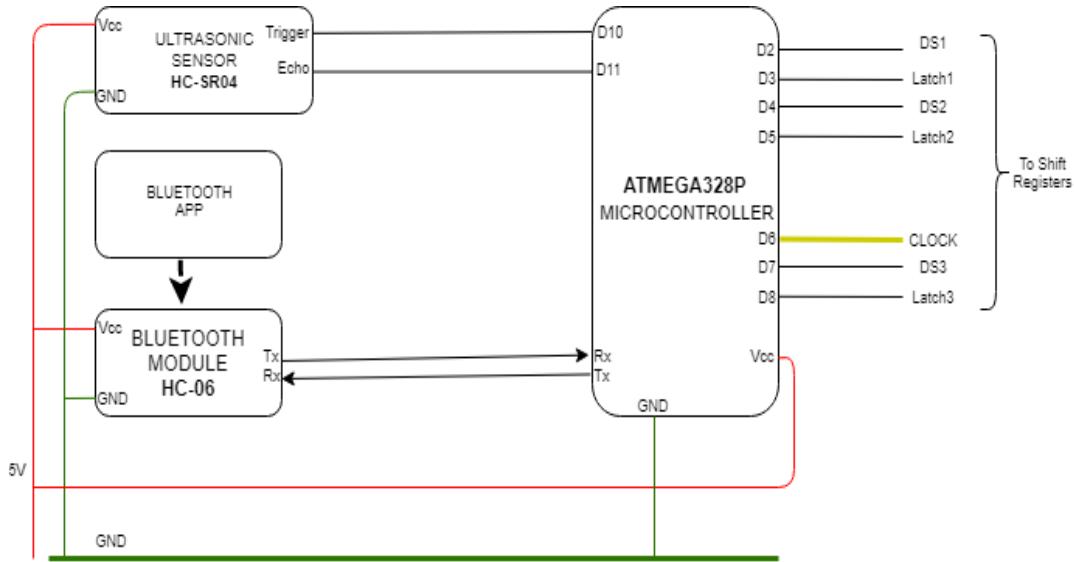 Vcc
ULTRASONIC
SENSOR
HC-SR04
GND
Trigger
Echo
BLUETOOTH
APP
Vcc
BLUETOOTH
MODULE
HC-06
GND
Tx
Rx
D10
D11
ATMEGA328P
MICROCONTROLLER
Rx
Tx
GND
D2
D3
D4
D5
D6
D7
D8
Vcc
DS1
Latch1
DS2
Latch2
CLOCK
DS3
Latch3
To Shift
Registers
5V
GND